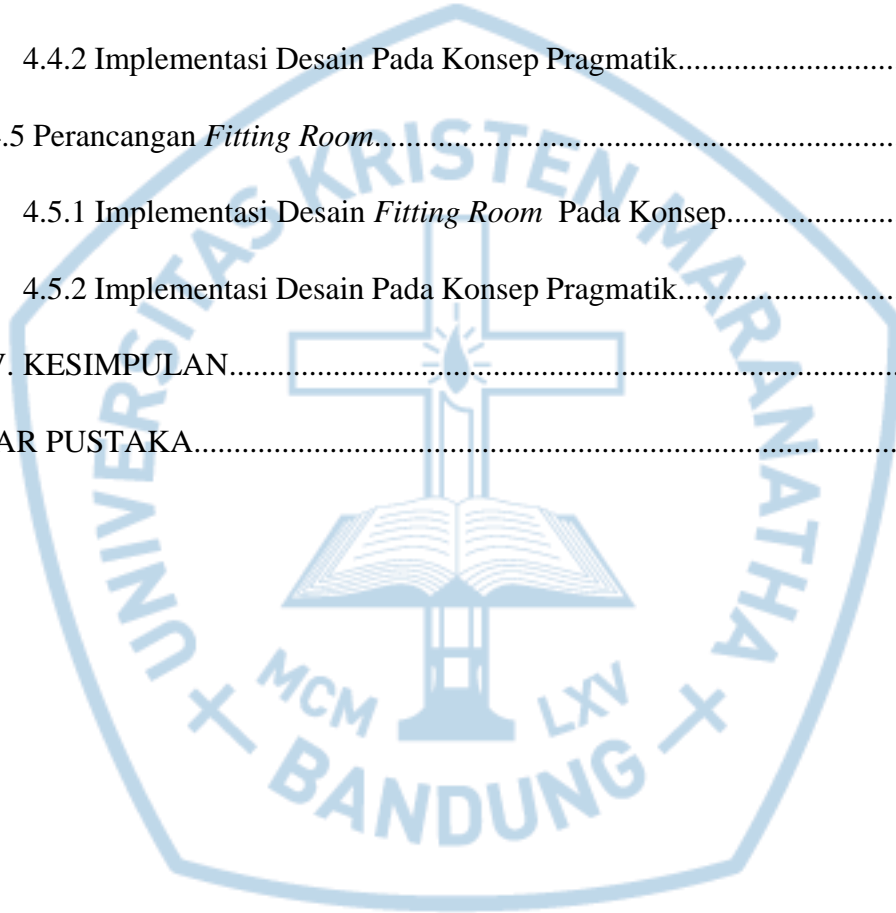 4.4.2 Implementasi Desain Pada Konsep Pragmatik..........................
.5 Perancangan Fitting Room..................................................................
4.5.1 Implementasi Desain Fitting Room Pada Konsep.....................
4.5.2 Implementasi Desain Pada Konsep Pragmatik..........................
. KESIMPULAN....................................................................................
AR PUSTAKA.........................................................................................
UNIVERSITAS KRISTEN MARANATHA
MCM LXV
BANDUNG